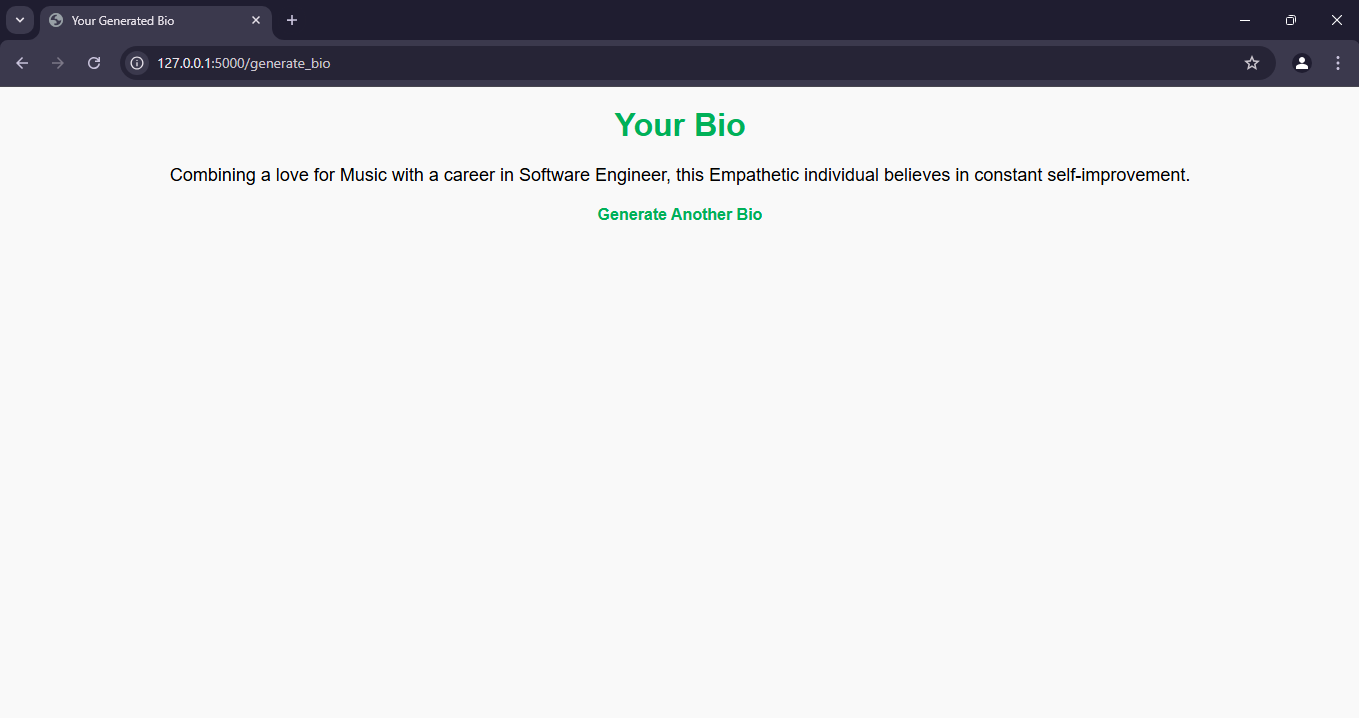 Your Generated Bio
127.0.0.1:5000/generate_bio
Your Bio
Combining a love for Music with a career in Software Engineer, this Empathetic individual believes in constant self-improvement.
Generate Another Bio